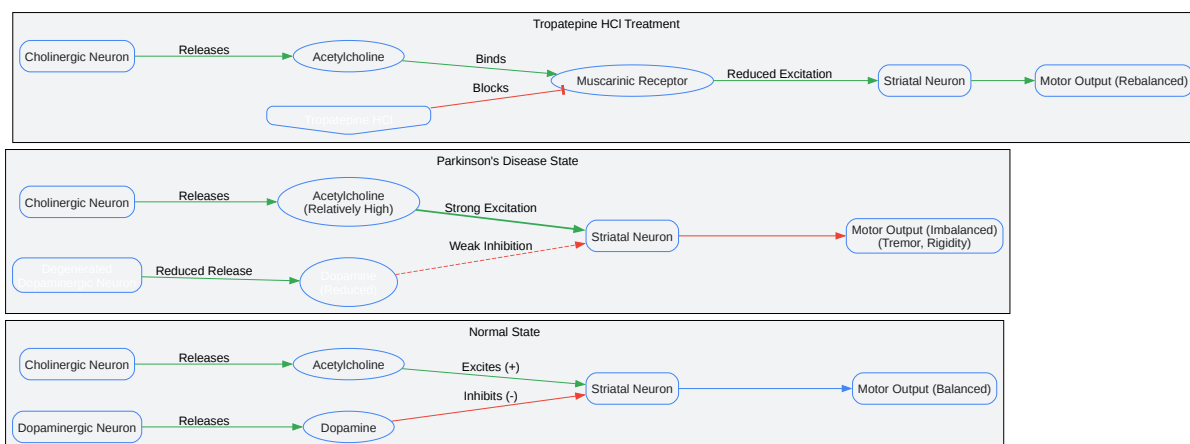 Tropatepine HCl Treatment
Cholinergic Neuron
Releases
Acetylcholine
Binds
Muscarinic Receptor
Reduced Excitation
Striatal Neuron
Motor Output (Rebalanced)
Blocks
Tropatepine HCl
Parkinson's Disease State
Cholinergic Neuron
Releases
Acetylcholine
(Relatively High)
Strong Excitation
Striatal Neuron
Motor Output (Imbalanced)
(Tremor, Rigidity)
Weak Inhibition
Degenerated
Dopaminergic Neuron
Reduced Release
Dopamine
(Reduced)
Normal State
Cholinergic Neuron
Releases
Acetylcholine
Excites (+)
Striatal Neuron
Motor Output (Balanced)
Inhibits (-)
Dopaminergic Neuron
Releases
Dopamine